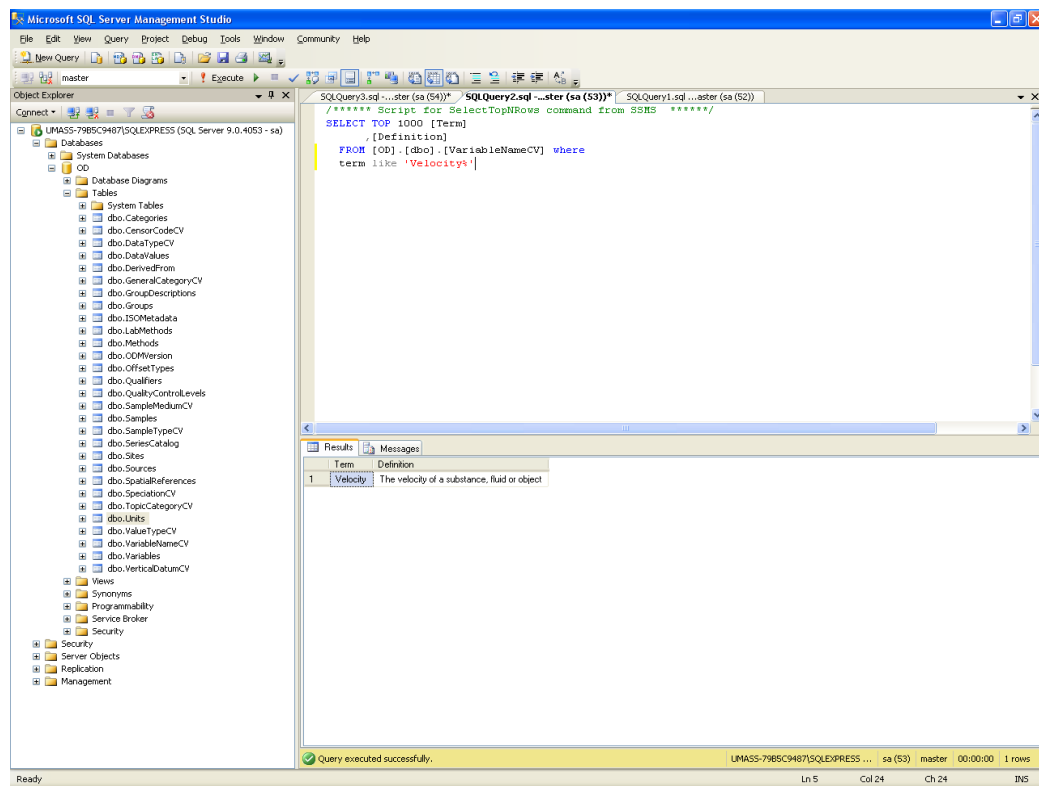 Microsoft SQL Server Management Studio
File Edit View Query Project Debug Tools Window Community Help
New Query
master Execute
Object Explorer
SQLQuery3.sql -...ster (sa (54))* SQLQuery2.sql -...ster (sa (53))* SQLQuery1.sql ...aster (sa (52))
Connect
/****** Script for SelectTopNRows command from SSMS ******/
SELECT TOP 1000 [Term]
,[Definition]
FROM [OD].[dbo].[VariableNameCV] where
term like 'Velocity%'
UMASS-79B5C9487\SQLEXPRESS (SQL Server 9.0.4053 - sa)
Databases
System Databases
OD
Database Diagrams
Tables
System Tables
dbo.Categories
dbo.CensorCodeCV
dbo.DataTypeCV
dbo.DataValues
dbo.DerivedFrom
dbo.GeneralCategoryCV
dbo.GroupDescriptions
dbo.Groups
dbo.ISOMetadata
dbo.LabMethods
dbo.Methods
dbo.ODMVersion
dbo.OffsetTypes
dbo.Qualifiers
dbo.QualityControlLevels
dbo.SampleMediumCV
dbo.Samples
dbo.SampleTypeCV
dbo.SeriesCatalog
dbo.Sites
dbo.Sources
dbo.SpatialReferences
dbo.SpeciationCV
dbo.TopicCategoryCV
dbo.Units
dbo.ValueTypeCV
dbo.VariableNameCV
dbo.Variables
dbo.VerticalDatumCV
Views
Synonyms
Programmability
Service Broker
Security
Security
Server Objects
Replication
Management
Results Messages
Term Definition
1 Velocity The velocity of a substance, fluid or object
Query executed successfully. UMASS-79B5C9487\SQLEXPRESS ... sa (53) master 00:00:00 1 rows
Ready Ln 5 Col 24 Ch 24 INS